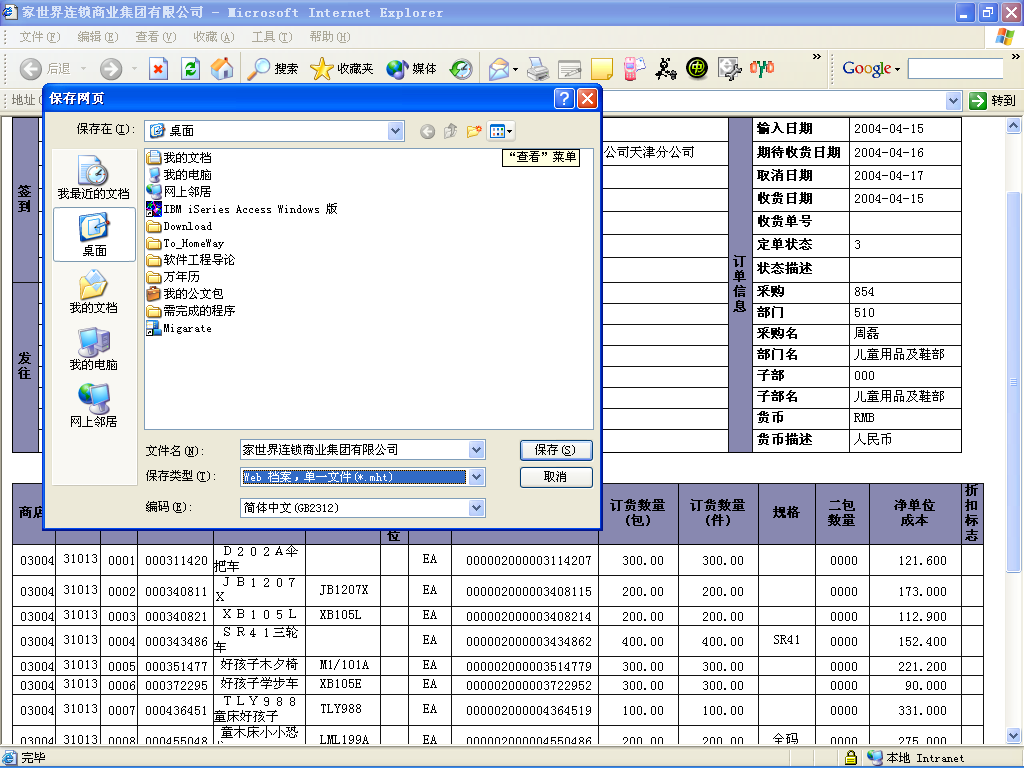 家世界连锁商业集团有限公司 - Microsoft Internet Explorer
文件(F) 编辑(E) 查看(V) 收藏(A) 工具(T) 帮助(H)
后退 搜索 收藏夹 媒体 Google
地址 转到
保存网页
保存在(I): 桌面
“查看”菜单
我最近的文档
桌面
我的文档
我的电脑
网上邻居
我的文档
我的电脑
网上邻居
IBM iSeries Access Windows 版
Download
To_HomeWay
软件工程导论
万年历
我的公文包
需完成的程序
Migarate
文件名(N): 家世界连锁商业集团有限公司 保存(S)
保存类型(T): Web 档案，单一文件(*.mht) 取消
编码(E): 简体中文(GB2312)
签到
发往
公司天津分公司
订单信息
输入日期 2004-04-15
期待收货日期 2004-04-16
取消日期 2004-04-17
收货日期 2004-04-15
收货单号
定单状态 3
状态描述
采购 854
部门 510
采购名 周磊
部门名 儿童用品及鞋部
子部 000
子部名 儿童用品及鞋部
货币 RMB
货币描述 人民币
商店 位 订货数量(包) 订货数量(件) 规格 二包数量 净单位成本 折扣标志
03004 31013 0001 000311420 Ｄ２０２Ａ伞把车 EA 000002000003114207 300.00 300.00 0000 121.600
03004 31013 0002 000340811 ＪＢ１２０７Ｘ JB1207X EA 000002000003408115 200.00 200.00 0000 173.000
03004 31013 0003 000340821 ＸＢ１０５Ｌ XB105L EA 000002000003408214 200.00 200.00 0000 112.900
03004 31013 0004 000343486 ＳＲ４１三轮车 EA 000002000003434862 400.00 400.00 SR41 0000 152.400
03004 31013 0005 000351477 好孩子木夕椅 M1/101A EA 000002000003514779 300.00 300.00 0000 221.200
03004 31013 0006 000372295 好孩子学步车 XB105E EA 000002000003722952 300.00 300.00 0000 90.000
03004 31013 0007 000436451 ＴＬＹ９８８童床好孩子 TLY988 EA 000002000004364519 100.00 100.00 0000 331.000
03004 31013 0008 000455048 童木床小小恐 LML199A EA 000002000004550486 200.00 200.00 全码 0000 275.000
完毕 本地 Intranet